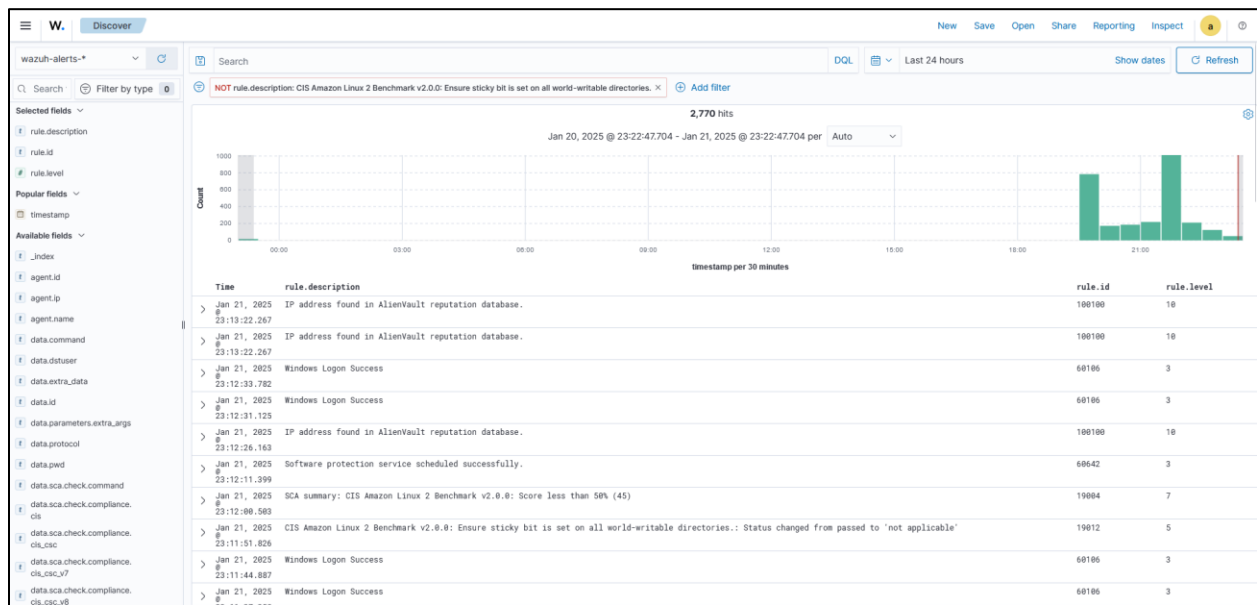 W. Discover New Save Open Share Reporting Inspect a
wazuh-alerts-*
Search DQL Last 24 hours Show dates Refresh
Search Filter by type 0
NOT rule.description: CIS Amazon Linux 2 Benchmark v2.0.0: Ensure sticky bit is set on all world-writable directories. × Add filter
Selected fields
t rule.description
t rule.id
# rule.level
Popular fields
timestamp
Available fields
t _index
t agent.id
t agent.ip
t agent.name
t data.command
t data.dstuser
t data.extra_data
t data.id
t data.parameters.extra_args
t data.protocol
t data.pwd
t data.sca.check.command
t data.sca.check.compliance.
cis
t data.sca.check.compliance.
cis_csc
t data.sca.check.compliance.
cis_csc_v7
t data.sca.check.compliance.
cis_csc_v8
2,770 hits
Jan 20, 2025 @ 23:22:47.704 - Jan 21, 2025 @ 23:22:47.704 per Auto
Count
1000
800
600
400
200
0
00:00 03:00 06:00 09:00 12:00 15:00 18:00 21:00
timestamp per 30 minutes
Time rule.description rule.id rule.level
Jan 21, 2025 IP address found in AlienVault reputation database. 100100 10
@
23:13:22.267
Jan 21, 2025 IP address found in AlienVault reputation database. 100100 10
@
23:13:22.267
Jan 21, 2025 Windows Logon Success 60106 3
@
23:12:33.782
Jan 21, 2025 Windows Logon Success 60106 3
@
23:12:31.125
Jan 21, 2025 IP address found in AlienVault reputation database. 100100 10
@
23:12:26.163
Jan 21, 2025 Software protection service scheduled successfully. 60642 3
@
23:12:11.399
Jan 21, 2025 SCA summary: CIS Amazon Linux 2 Benchmark v2.0.0: Score less than 50% (45) 19004 7
@
23:12:00.503
Jan 21, 2025 CIS Amazon Linux 2 Benchmark v2.0.0: Ensure sticky bit is set on all world-writable directories.: Status changed from passed to 'not applicable' 19012 5
@
23:11:51.826
Jan 21, 2025 Windows Logon Success 60106 3
@
23:11:44.887
Jan 21, 2025 Windows Logon Success 60106 3
@